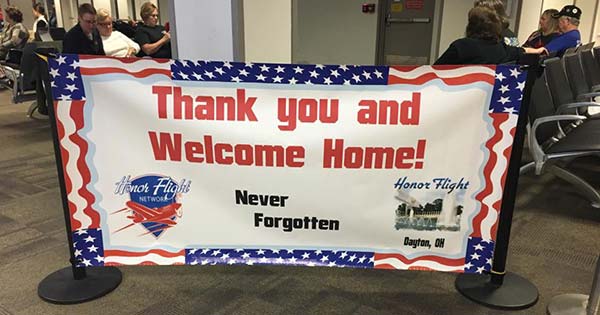 Thank you and
Welcome Home!
Honor Flight
NETWORK
Never
Forgotten
Honor Flight
Dayton, OH